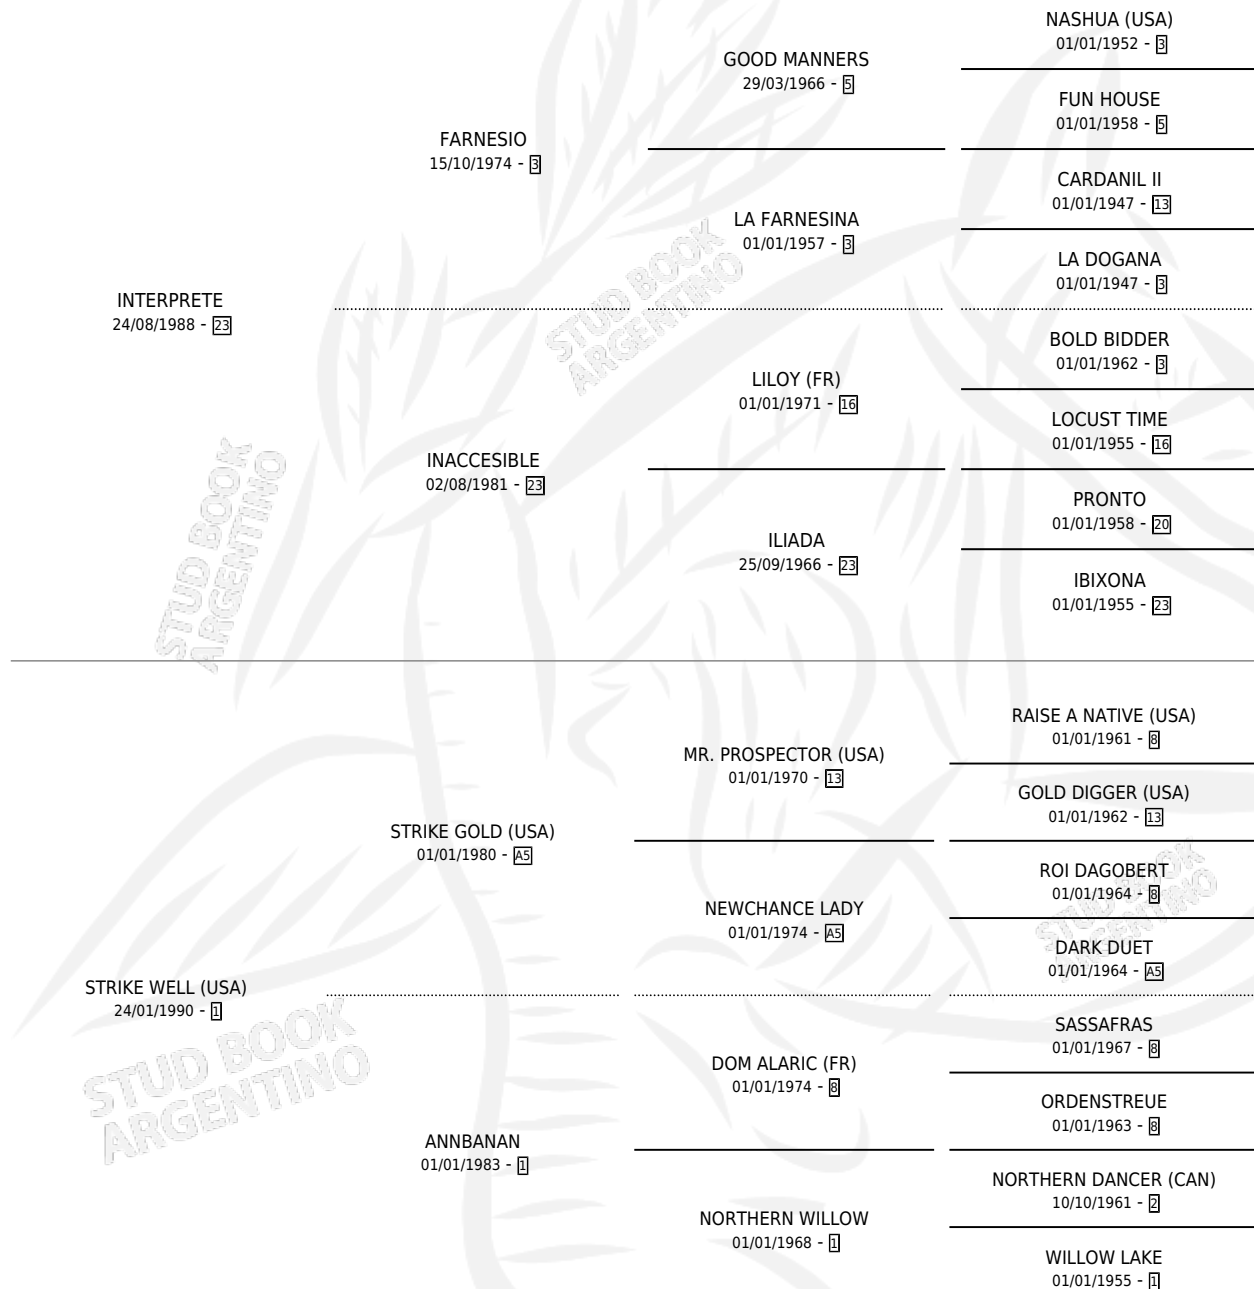 NASHUA (USA)
01/01/1952 - 3
GOOD MANNERS
29/03/1966 - 5
FUN HOUSE
01/01/1958 - 5
FARNESIO
15/10/1974 - 3
CARDANIL II
01/01/1947 - 13
LA FARNESINA
01/01/1957 - 3
LA DOGANA
01/01/1947 - 3
INTERPRETE
24/08/1988 - 23
BOLD BIDDER
01/01/1962 - 3
LILOY (FR)
01/01/1971 - 16
LOCUST TIME
01/01/1955 - 16
INACCESIBLE
02/08/1981 - 23
PRONTO
01/01/1958 - 20
ILIADA
25/09/1966 - 23
IBIXONA
01/01/1955 - 23
RAISE A NATIVE (USA)
01/01/1961 - 8
MR. PROSPECTOR (USA)
01/01/1970 - 13
GOLD DIGGER (USA)
01/01/1962 - 13
STRIKE GOLD (USA)
01/01/1980 - A5
ROI DAGOBERT
01/01/1964 - 8
NEWCHANCE LADY
01/01/1974 - A5
DARK DUET
01/01/1964 - A5
STRIKE WELL (USA)
24/01/1990 - 1
SASSAFRAS
01/01/1967 - 8
DOM ALARIC (FR)
01/01/1974 - 8
ORDENSTREUE
01/01/1963 - 8
ANNBANAN
01/01/1983 - 1
NORTHERN DANCER (CAN)
10/10/1961 - 2
NORTHERN WILLOW
01/01/1968 - 1
WILLOW LAKE
01/01/1955 - 1
STUD BOOK
ARGENTINO
STUD BOOK
ARGENTINO
STUD BOOK
ARGENTINO
STUD BOOK
ARGENTINO